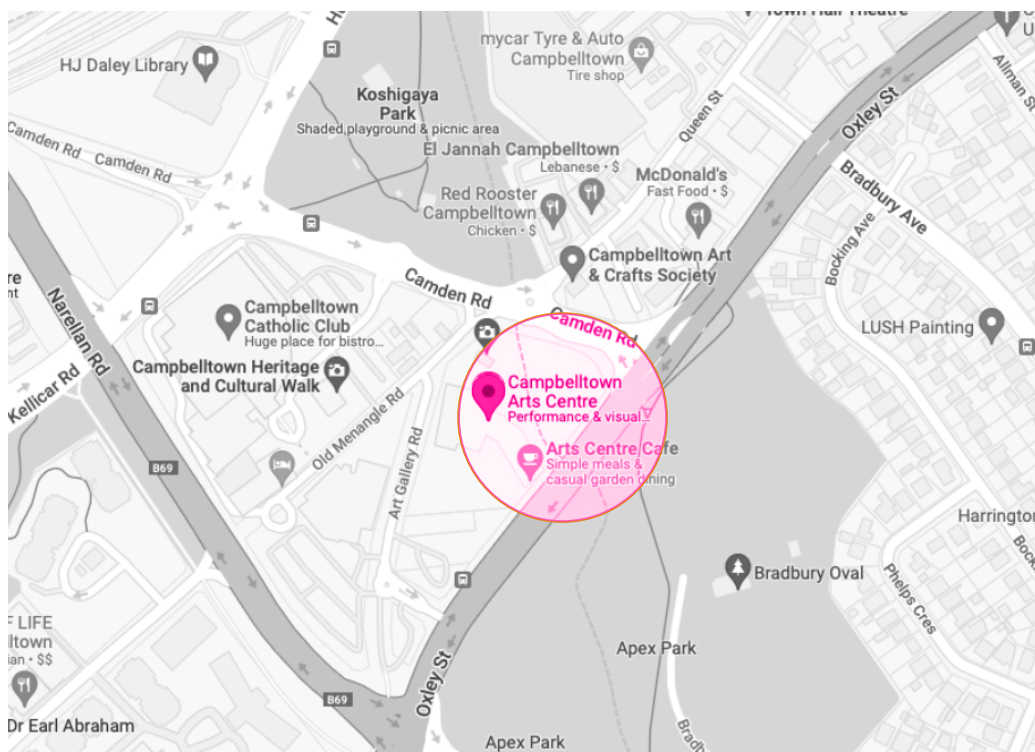 Town Hall Theatre
mycar Tyre & Auto
Campbelltown
Tire shop
HJ Daley Library
Koshigaya
Park
Shaded playground & picnic area
Allman St
Oxley St
Queen St
Camden Rd
Camden Rd
El Jannah Campbelltown
Lebanese • $
McDonald's
Fast Food • $
Red Rooster
Campbelltown
Chicken • $
Bradbury Ave
Bocking Ave
Campbelltown Art
& Crafts Society
Camden Rd
Narellan Rd
Campbelltown
Catholic Club
Huge place for bistro...
Camden Rd
LUSH Painting
Campbelltown Heritage
and Cultural Walk
Kellicar Rd
Campbelltown
Arts Centre
Performance & visual...
Old Menangle Rd
Art Gallery Rd
Arts Centre Cafe
Simple meals &
casual garden dining
B69
Harrington
Bradbury Oval
Phelps Cres
F LIFE
lltown
ian • $$
Apex Park
B69
Oxley St
Dr Earl Abraham
Apex Park